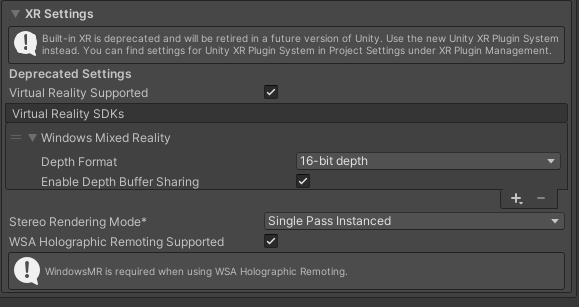 XR Settings
Built-in XR is deprecated and will be retired in a future version of Unity. Use the new Unity XR Plugin System
instead. You can find settings for Unity XR Plugin System in Project Settings under XR Plugin Management.
Deprecated Settings
Virtual Reality Supported
Virtual Reality SDKs
Windows Mixed Reality
Depth Format 16-bit depth
Enable Depth Buffer Sharing
Stereo Rendering Mode* Single Pass Instanced
WSA Holographic Remoting Supported
WindowsMR is required when using WSA Holographic Remoting.